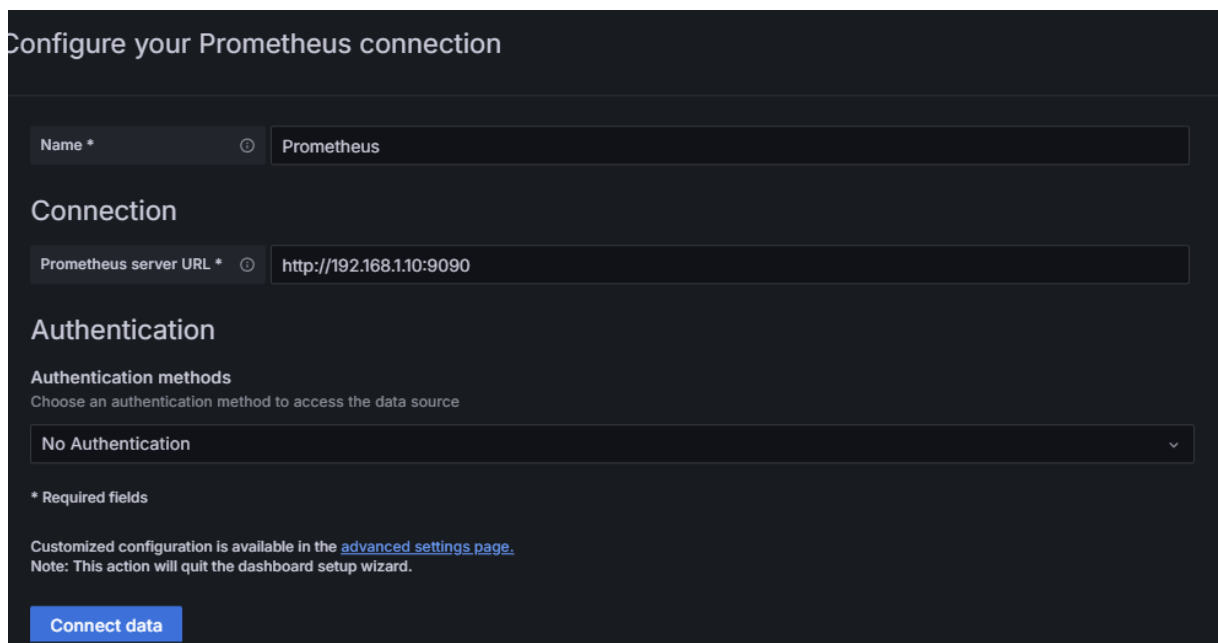 Configure your Prometheus connection
Name *
Prometheus
Connection
Prometheus server URL *
http://192.168.1.10:9090
Authentication
Authentication methods
Choose an authentication method to access the data source
No Authentication
* Required fields
Customized configuration is available in the advanced settings page.
Note: This action will quit the dashboard setup wizard.
Connect data